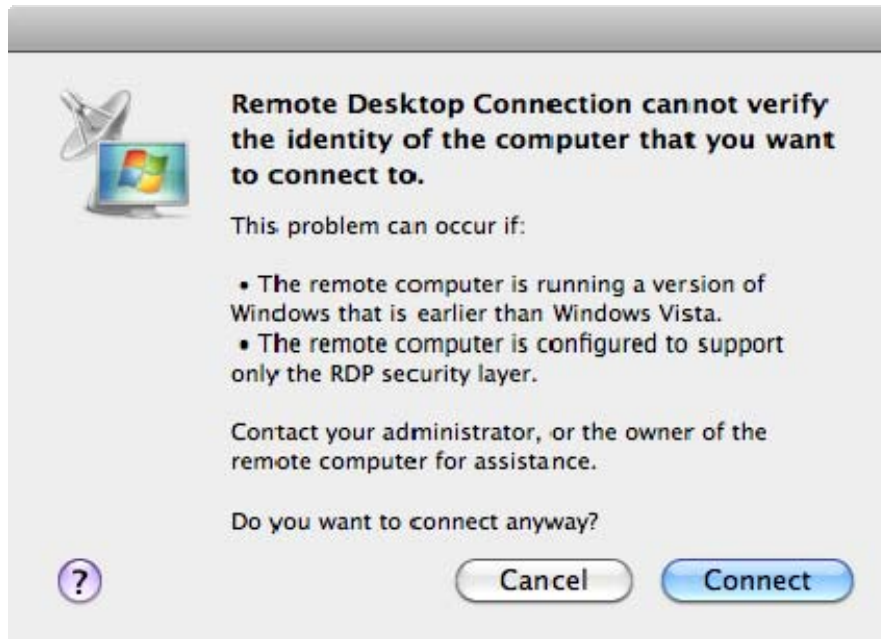 Remote Desktop Connection cannot verify
the identity of the computer that you want
to connect to.
This problem can occur if:
• The remote computer is running a version of
Windows that is earlier than Windows Vista.
• The remote computer is configured to support
only the RDP security layer.
Contact your administrator, or the owner of the
remote computer for assistance.
Do you want to connect anyway?
? Cancel Connect